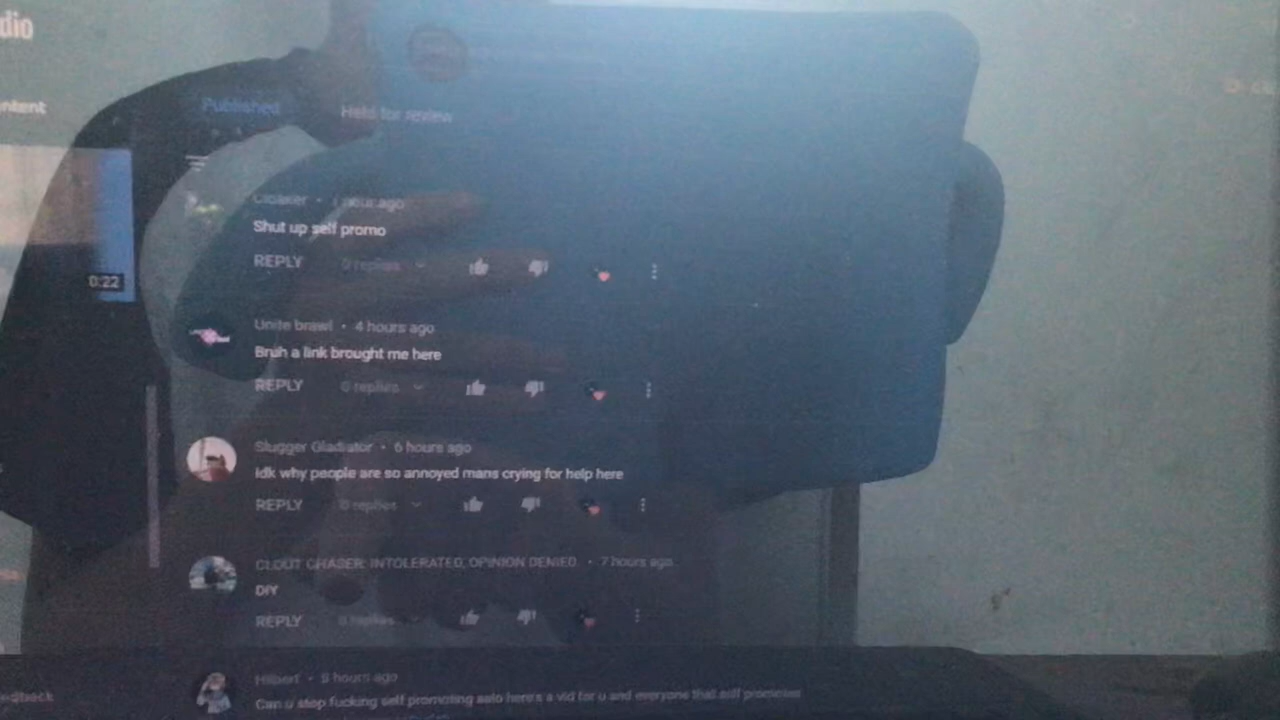 dio
ntent
Published
Held for review
Cloaker • 1 hour ago
Shut up self promo
REPLY 0 replies
0:22
Unite brawl • 4 hours ago
Bruh a link brought me here
REPLY 0 replies
Slugger Gladiator • 6 hours ago
Idk why people are so annoyed mans crying for help here
REPLY 0 replies
CLOUT CHASER: INTOLERATED; OPINION DENIED. • 7 hours ago
DIY
REPLY 0 replies
Hilbert • hours ago
edback
Can u stop fucking self promoting here's a vid for u and everyone that self promotes